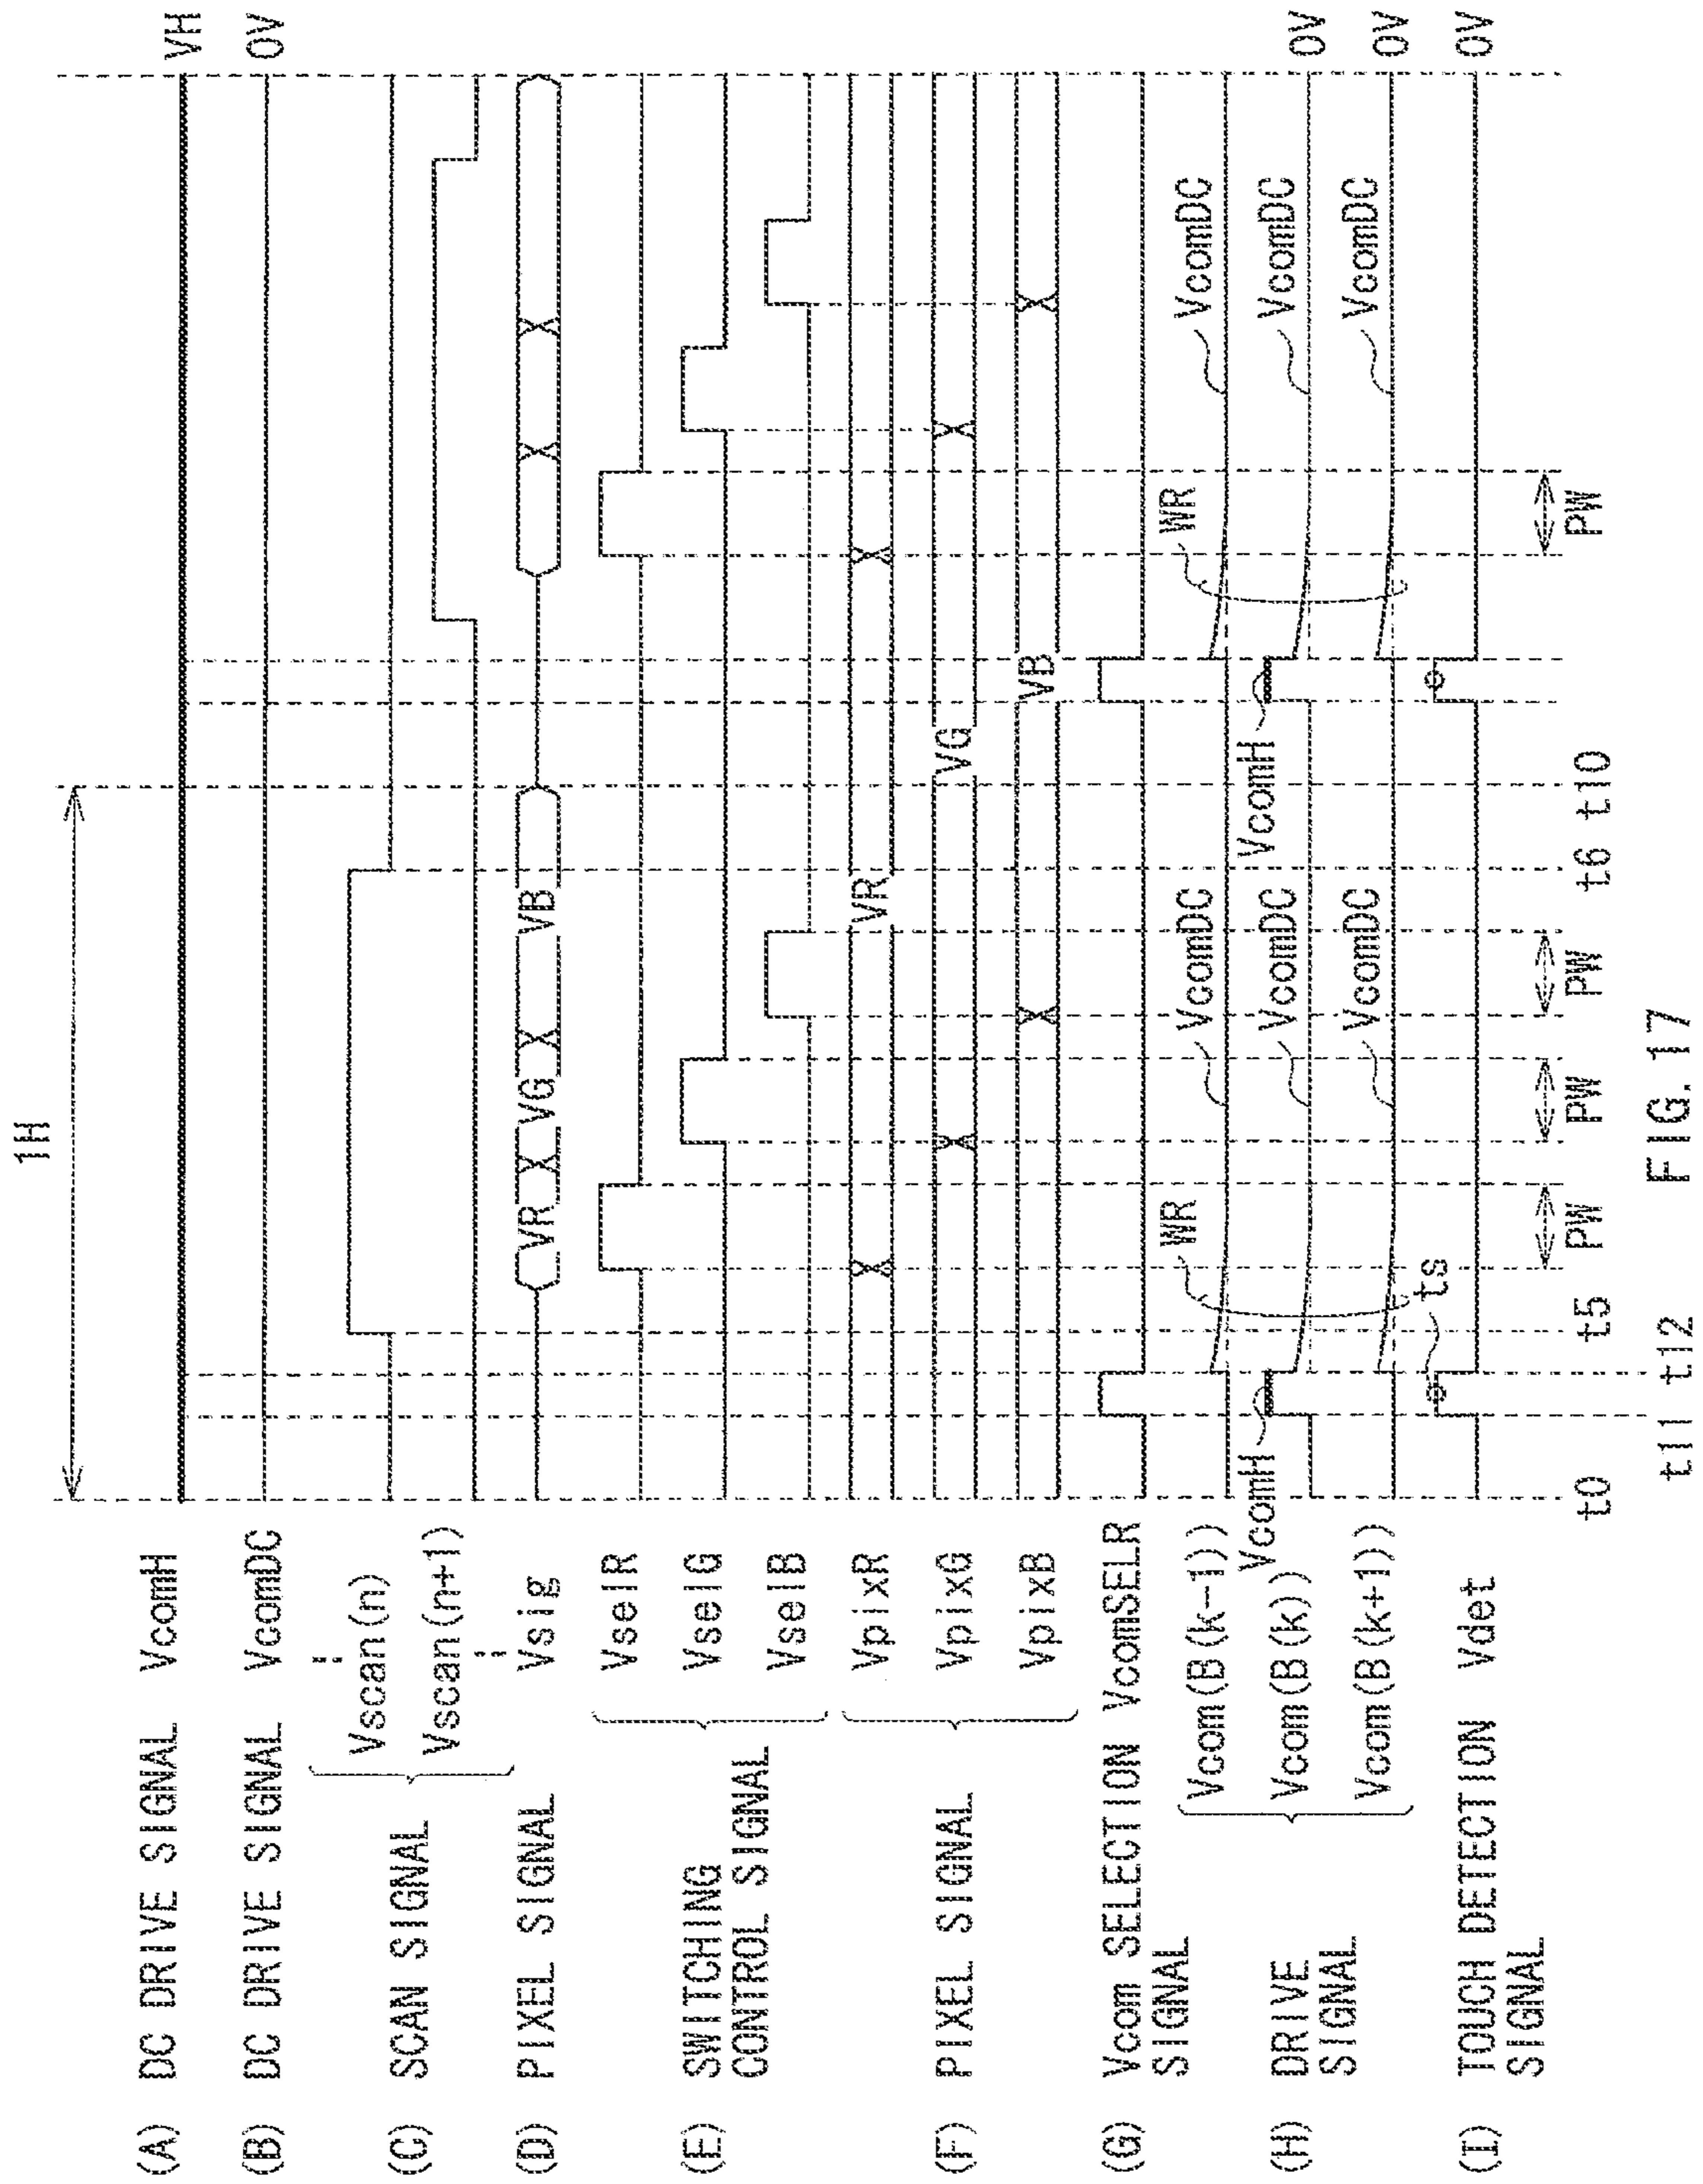 1H
(A) DC DRIVE SIGNAL VcomH VH
(B) DC DRIVE SIGNAL VcomDC 0V
(C) SCAN SIGNAL
Vscan(n)
Vscan(n+1)
(D) PIXEL SIGNAL Vsig VR VG VB
(E) SWITCHING
CONTROL SIGNAL
VselR
VselG
VselB
(F) PIXEL SIGNAL
VpixR VR
VpixG VG
VpixB VB
(G) Vcom SELECTION VcomSELR
SIGNAL
(H) DRIVE
SIGNAL
WR WR
Vcom(B(k-1)) VcomDC VcomDC
VcomH VcomH
Vcom(B(k)) VcomDC VcomDC 0V
Vcom(B(k+1)) VcomDC VcomDC 0V
ts
(I) TOUCH DETECTION Vdet 0V
SIGNAL
PW PW PW PW
t0 t5 t6 t10
t11 t12
FIG. 17